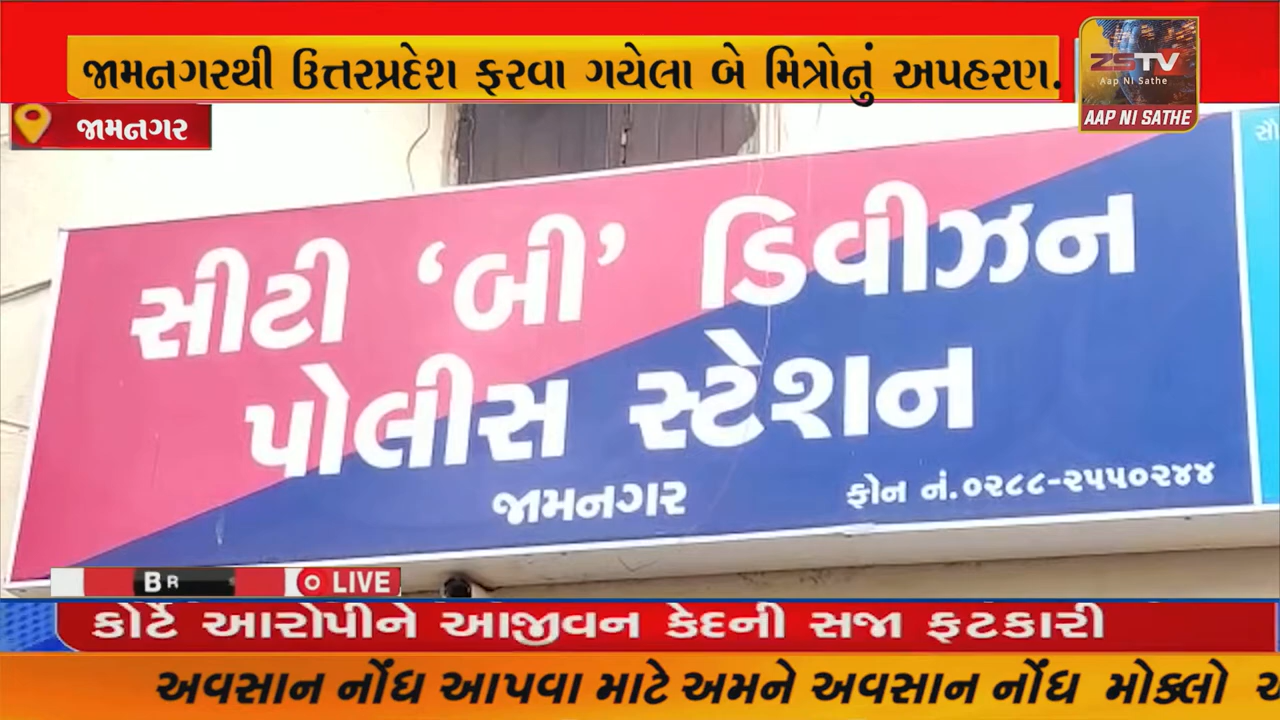 જામનગરથી ઉત્તરપ્રદેશ ફરવા ગયેલા બે મિત્રોનું અપહરણ.
ZSTV
Aap Ni Sathe
AAP NI SATHE
જામનગર
સૌ
સીટી ‘બી’ ડિવીઝન
પોલીસ સ્ટેશન
જામનગર
ફોન નં.૦૨૮૮-૨૫૫૦૨૪૪
BR
LIVE
કોર્ટે આરોપીને આજીવન કેદની સજા ફટકારી
અવસાન નોંધ આપવા માટે અમને અવસાન નોંધ મોક્લો